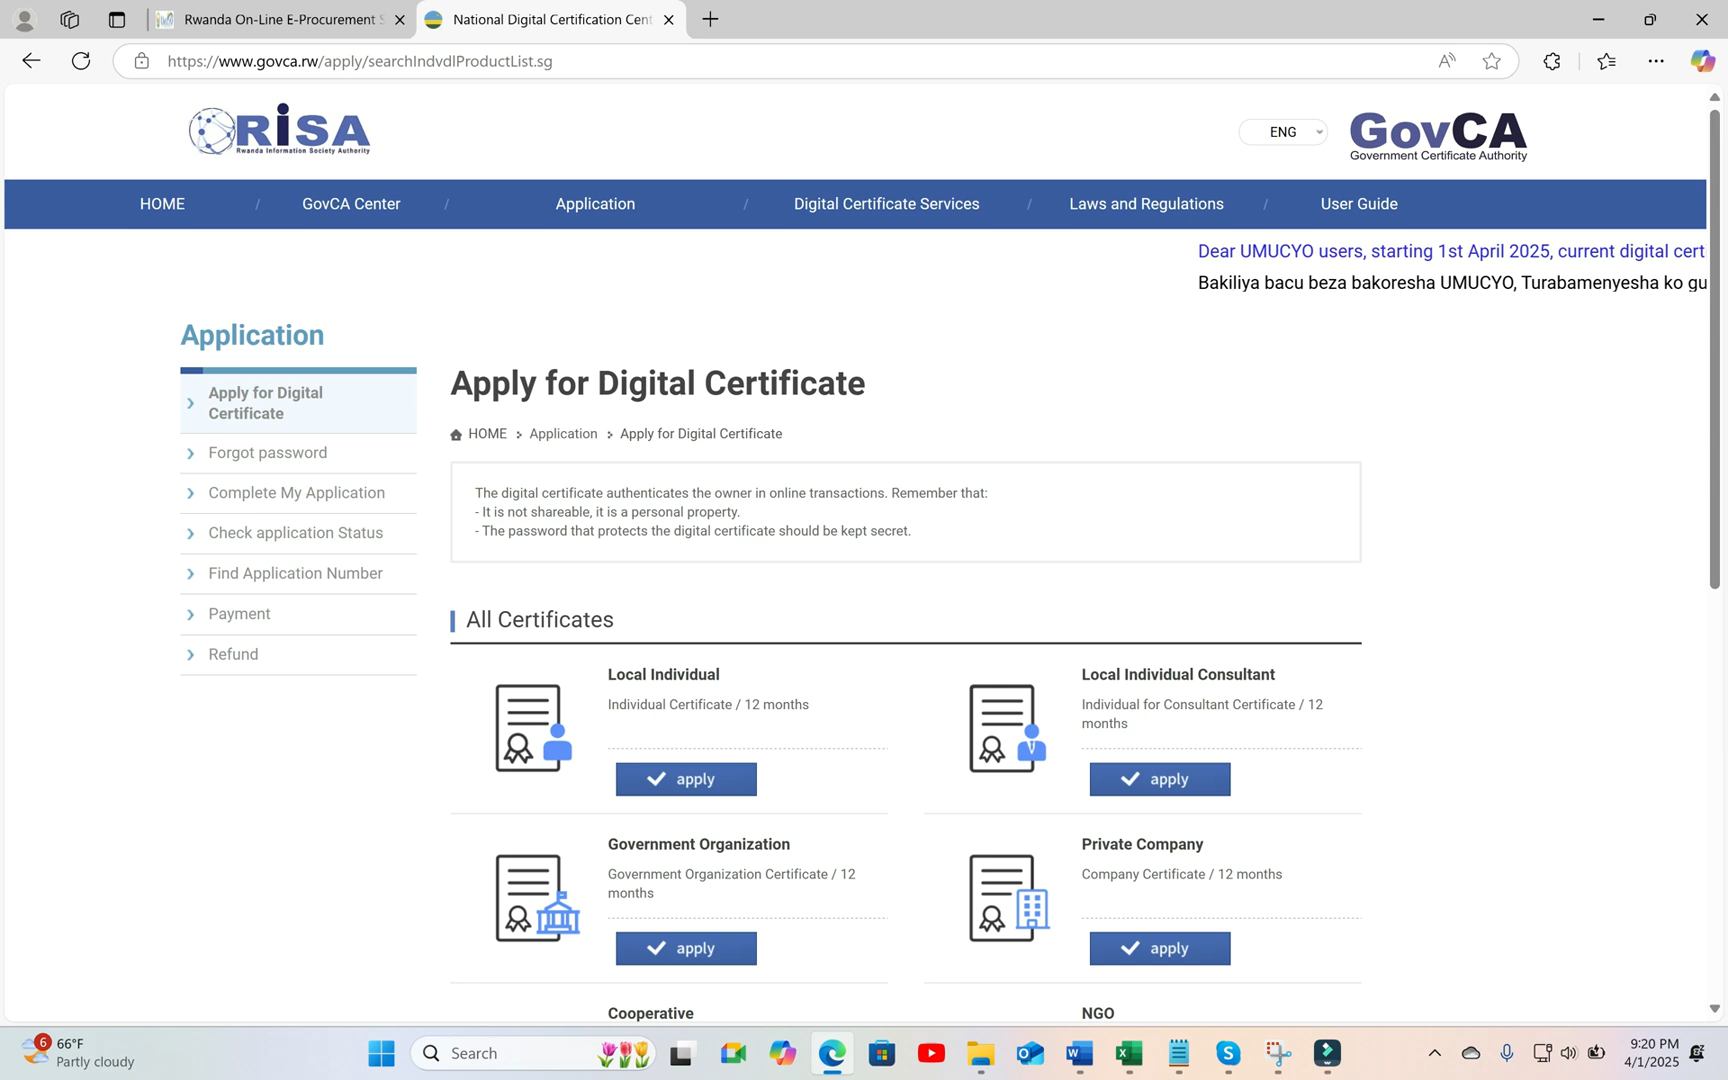 Rwanda On-Line E-Procurement S
National Digital Certification Cent
https://www.govca.rw/apply/searchIndvdlProductList.sg
RiSA
Rwanda Information Society Authority
ENG
GovCA
Government Certificate Authority
HOME / GovCA Center / Application / Digital Certificate Services / Laws and Regulations / User Guide
Dear UMUCYO users, starting 1st April 2025, current digital cert
Bakiliya bacu beza bakoresha UMUCYO, Turabamenyesha ko gu
Application
Apply for Digital
Certificate
Forgot password
Complete My Application
Check application Status
Find Application Number
Payment
Refund
Apply for Digital Certificate
HOME > Application > Apply for Digital Certificate
The digital certificate authenticates the owner in online transactions. Remember that:
- It is not shareable, it is a personal property.
- The password that protects the digital certificate should be kept secret.
All Certificates
Local Individual
Individual Certificate / 12 months
apply
Local Individual Consultant
Individual for Consultant Certificate / 12
months
apply
Government Organization
Government Organization Certificate / 12
months
apply
Private Company
Company Certificate / 12 months
apply
Cooperative
NGO
6
66°F
Partly cloudy
Search
9:20 PM
4/1/2025